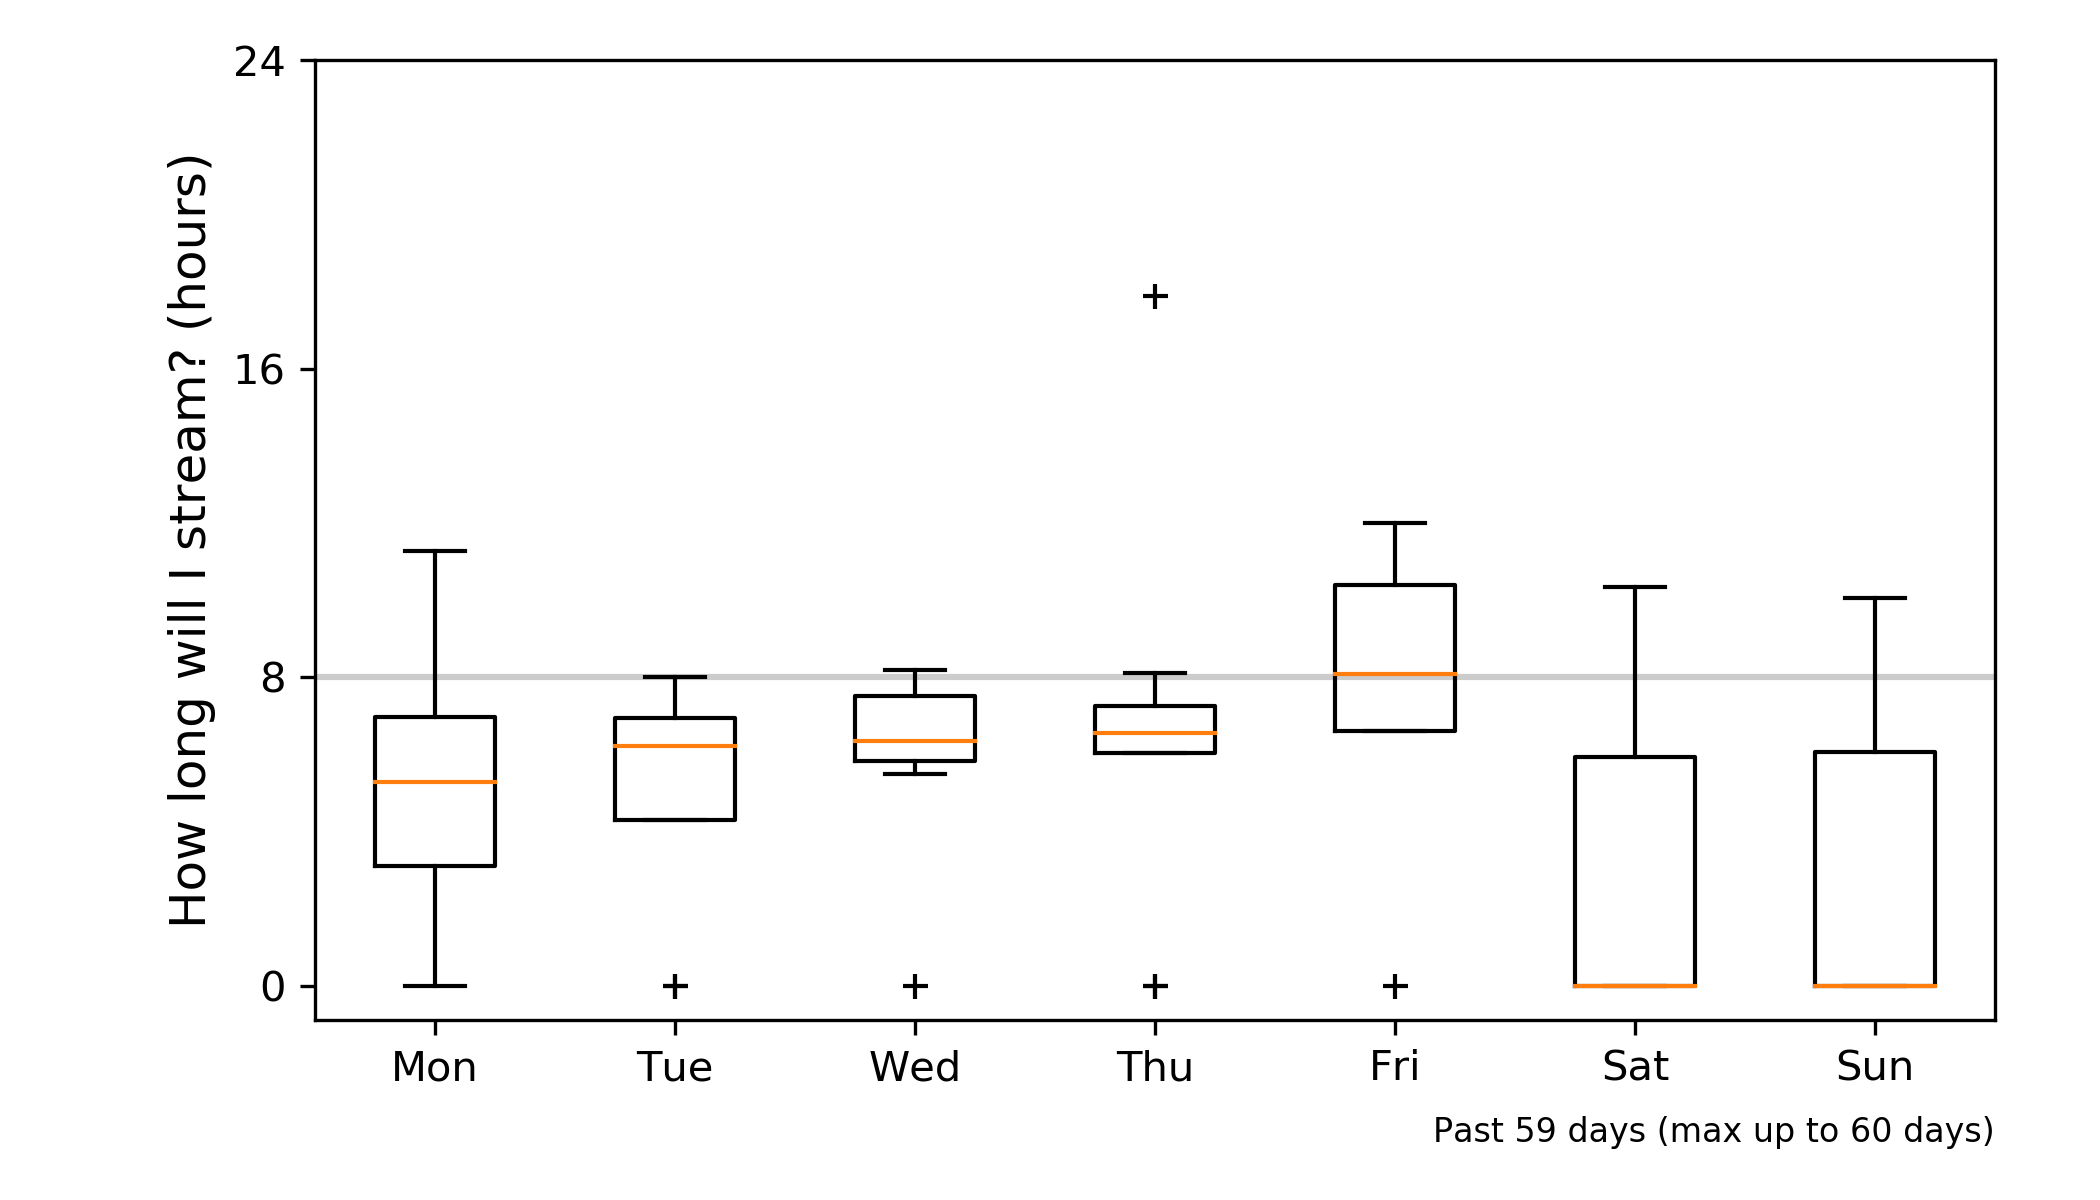 How long will I stream? (hours)
24
16
8
0
Mon Tue Wed Thu Fri Sat Sun
Past 59 days (max up to 60 days)